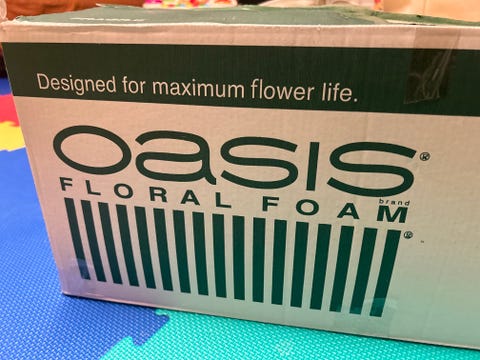 Designed for maximum flower life.
OASIS®
brand
FLORAL FOAM®